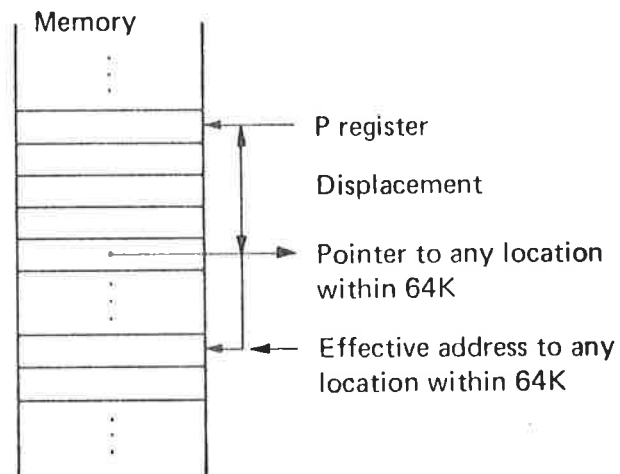 Memory
P register
Displacement
Pointer to any location
within 64K
Effective address to any
location within 64K